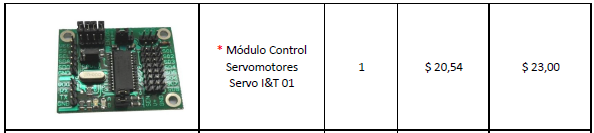 * Módulo Control
Servomotores
Servo I&T 01
1
$ 20,54
$ 23,00